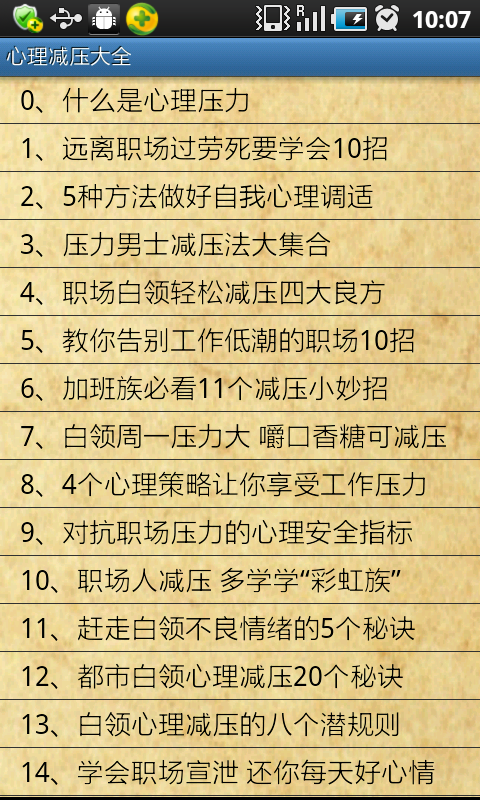 R
10:07
心理减压大全
0、什么是心理压力
1、远离职场过劳死要学会10招
2、5种方法做好自我心理调适
3、压力男士减压法大集合
4、职场白领轻松减压四大良方
5、教你告别工作低潮的职场10招
6、加班族必看11个减压小妙招
7、白领周一压力大 嚼口香糖可减压
8、4个心理策略让你享受工作压力
9、对抗职场压力的心理安全指标
10、职场人减压 多学学“彩虹族”
11、赶走白领不良情绪的5个秘诀
12、都市白领心理减压20个秘诀
13、白领心理减压的八个潜规则
14、学会职场宣泄 还你每天好心情